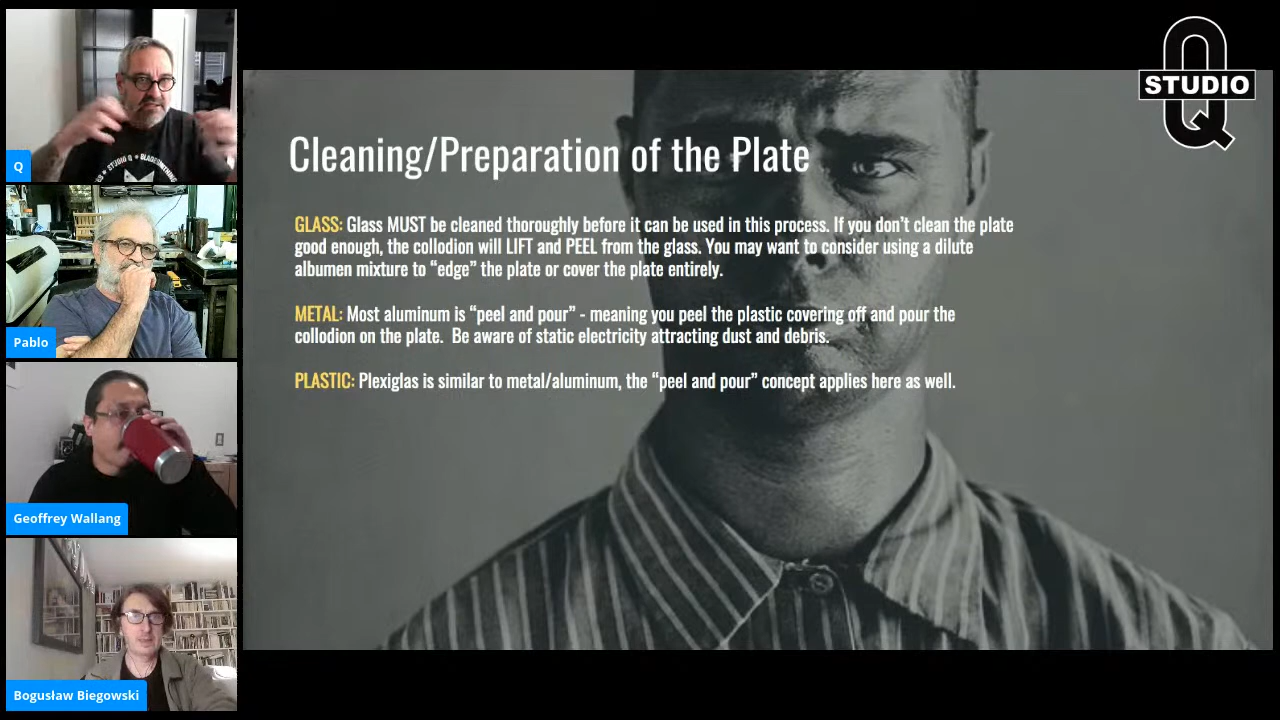 STUDIO
Q
Cleaning/Preparation of the Plate
GLASS: Glass MUST be cleaned thoroughly before it can be used in this process. If you don't clean the plate
good enough, the collodion will LIFT and PEEL from the glass. You may want to consider using a dilute
albumen mixture to “edge” the plate or cover the plate entirely.
METAL: Most aluminum is “peel and pour” - meaning you peel the plastic covering off and pour the
collodion on the plate. Be aware of static electricity attracting dust and debris.
PLASTIC: Plexiglas is similar to metal/aluminum, the “peel and pour” concept applies here as well.
Q
Pablo
Geoffrey Wallang
Bogusław Biegowski